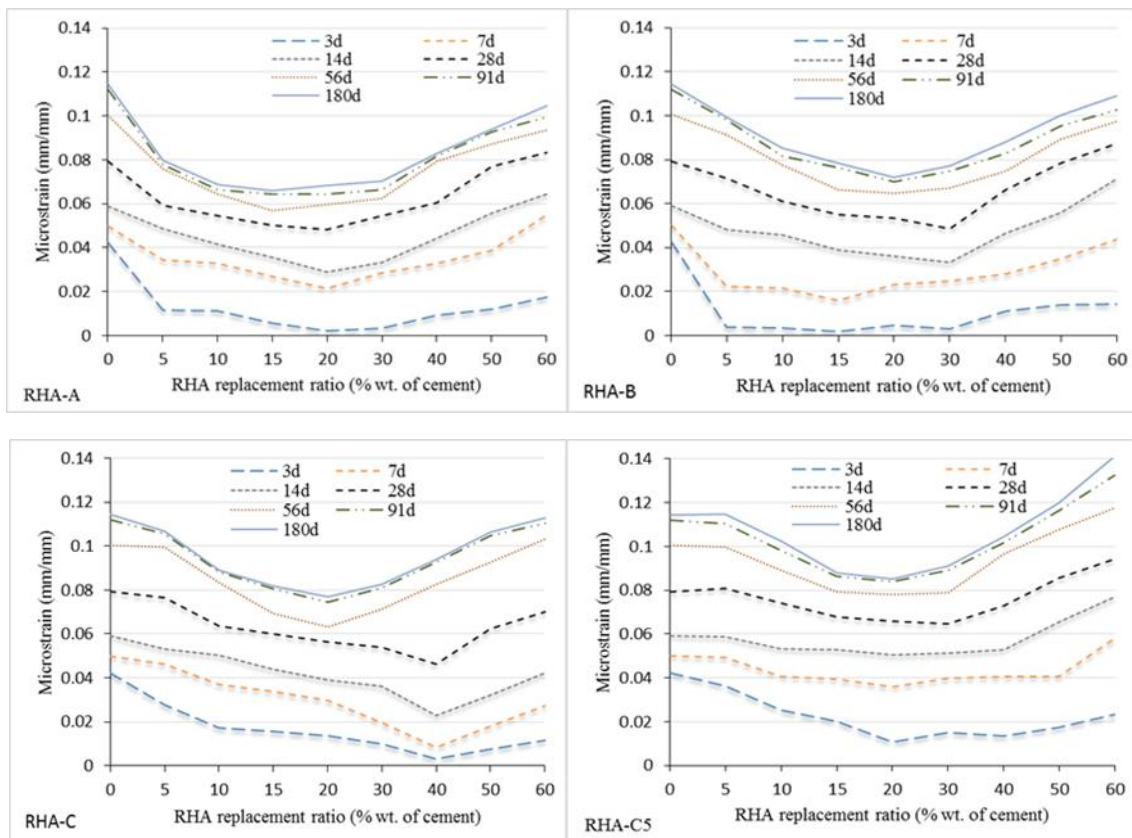 0.14
0.12
0.1
0.08
0.06
0.04
0.02
0
Microstrain (mm/mm)
3d 7d
14d 28d
56d 91d
180d
0 5 10 15 20 30 40 50 60
RHA replacement ratio (% wt. of cement)
RHA-A
0.14
0.12
0.1
0.08
0.06
0.04
0.02
0
Microstrain (mm/mm)
3d 7d
14d 28d
56d 91d
180d
0 5 10 15 20 30 40 50 60
RHA replacement ratio (% wt. of cement)
RHA-B
0.14
0.12
0.1
0.08
0.06
0.04
0.02
0
Microstrain (mm/mm)
3d 7d
14d 28d
56d 91d
180d
0 5 10 15 20 30 40 50 60
RHA replacement ratio (% wt. of cement)
RHA-C
0.14
0.12
0.1
0.08
0.06
0.04
0.02
0
Microstrain (mm/mm)
3d 7d
14d 28d
56d 91d
180d
0 5 10 15 20 30 40 50 60
RHA replacement ratio (% wt. of cement)
RHA-C5